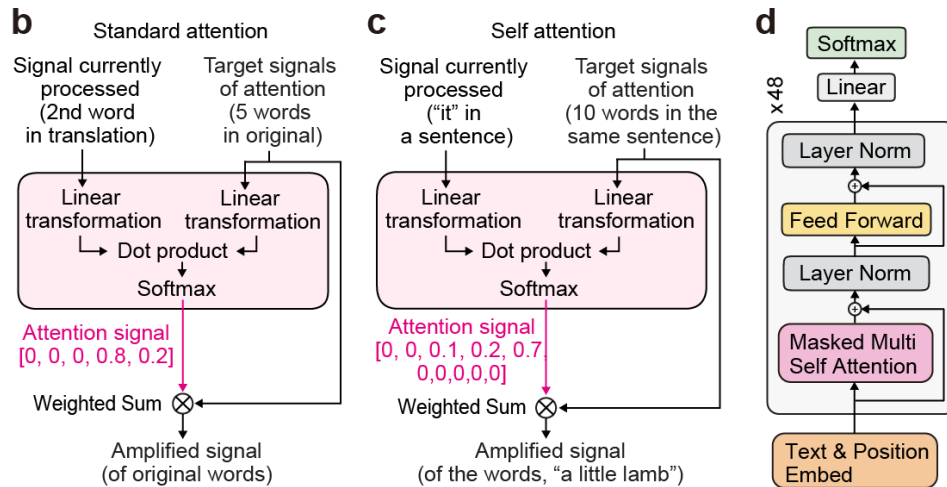 b
Standard attention
Signal currently
processed
(2nd word
in translation)
Target signals
of attention
(5 words
in original)
Linear
transformation
Linear
transformation
Dot product
Softmax
Attention signal
[0, 0, 0, 0.8, 0.2]
Weighted Sum
Amplified signal
(of original words)
c
Self attention
Signal currently
processed
("it" in
a sentence)
Target signals
of attention
(10 words in the
same sentence)
Linear
transformation
Linear
transformation
Dot product
Softmax
Attention signal
[0, 0, 0.1, 0.2, 0.7,
0,0,0,0,0]
Weighted Sum
Amplified signal
(of the words, "a little lamb")
d
Softmax
Linear
x48
Layer Norm
+
Feed Forward
Layer Norm
+
Masked Multi
Self Attention
Text & Position
Embed